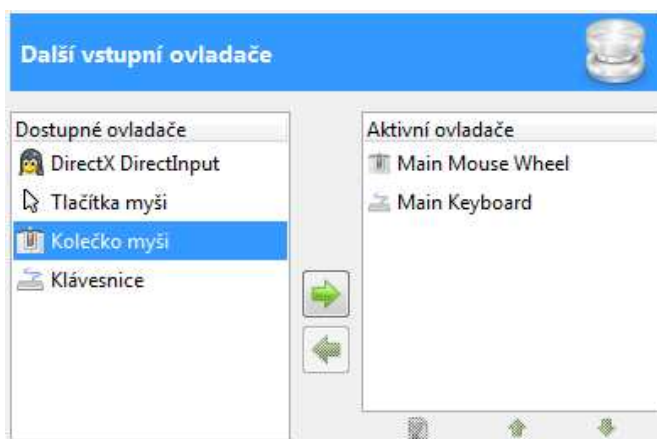 Další vstupní ovladače
Dostupné ovladače
DirectX DirectInput
Tlačítka myši
Kolečko myši
Klávesnice
Aktivní ovladače
Main Mouse Wheel
Main Keyboard